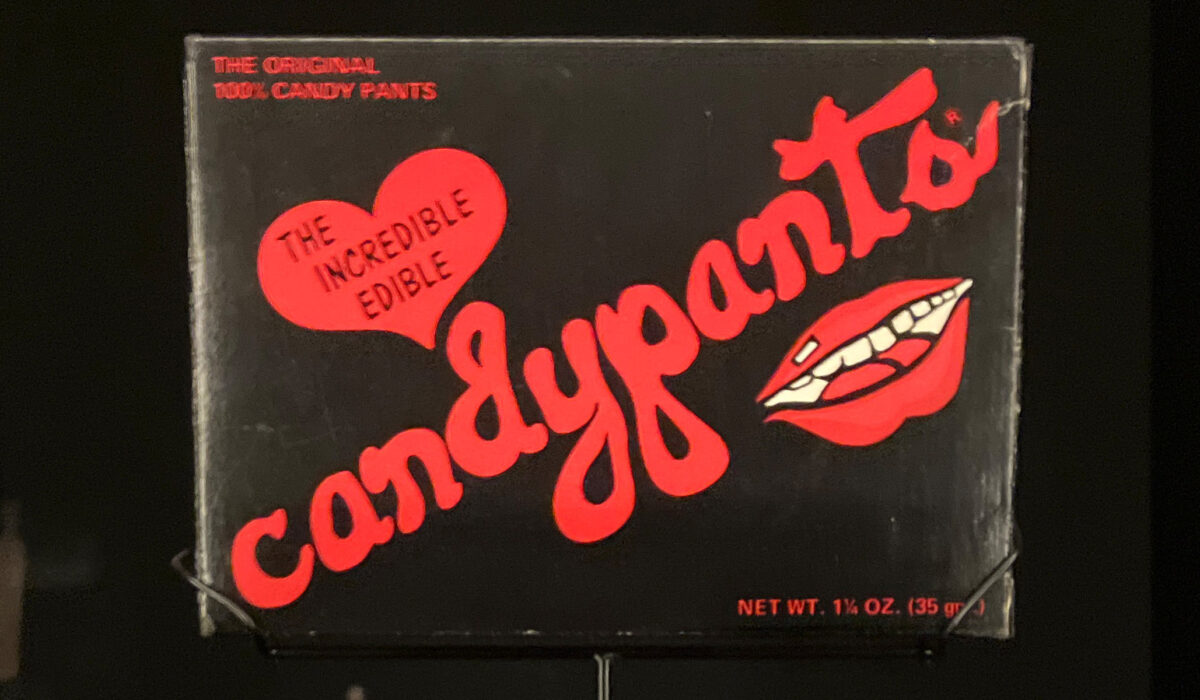 THE ORIGINAL
100% CANDY PANTS
THE
INCREDIBLE
EDIBLE
candypants®
NET WT. 1¼ OZ. (35